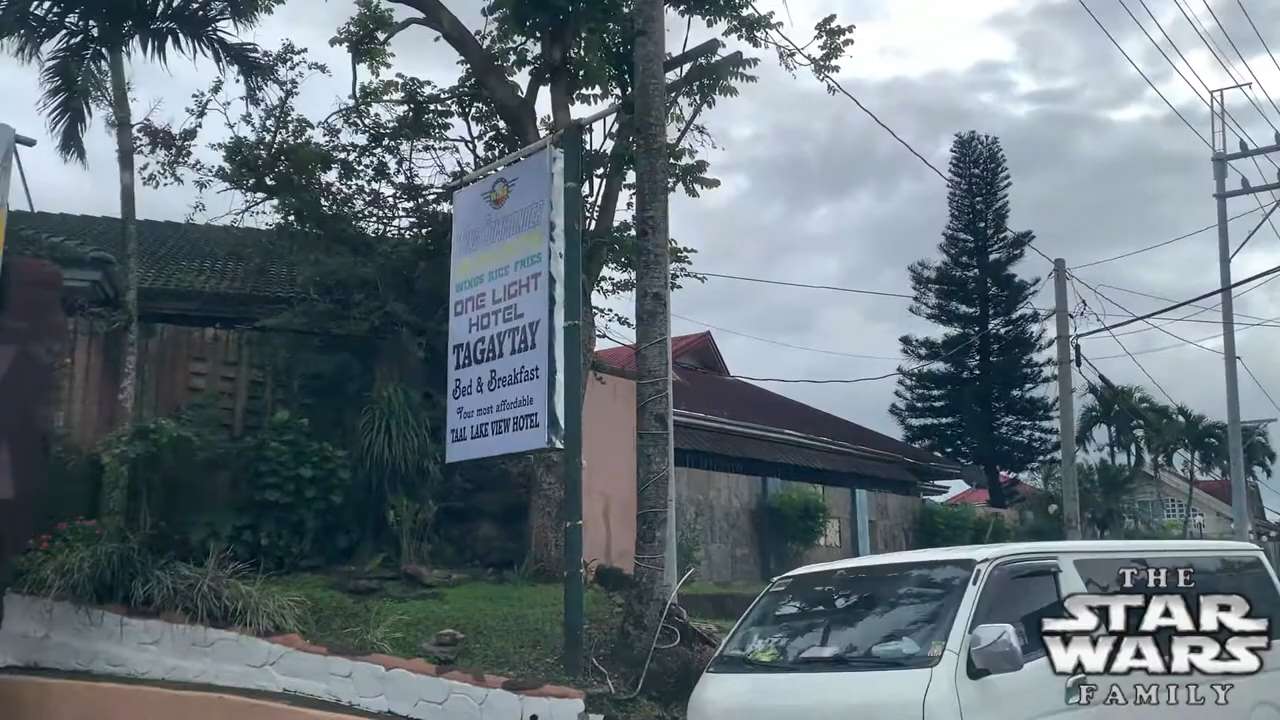 WINGS RICE FRIES
ONE LIGHT
HOTEL
TAGAYTAY
Bed & Breakfast
Your most affordable
TAAL LAKE VIEW HOTEL
THE
STAR
WARS
FAMILY